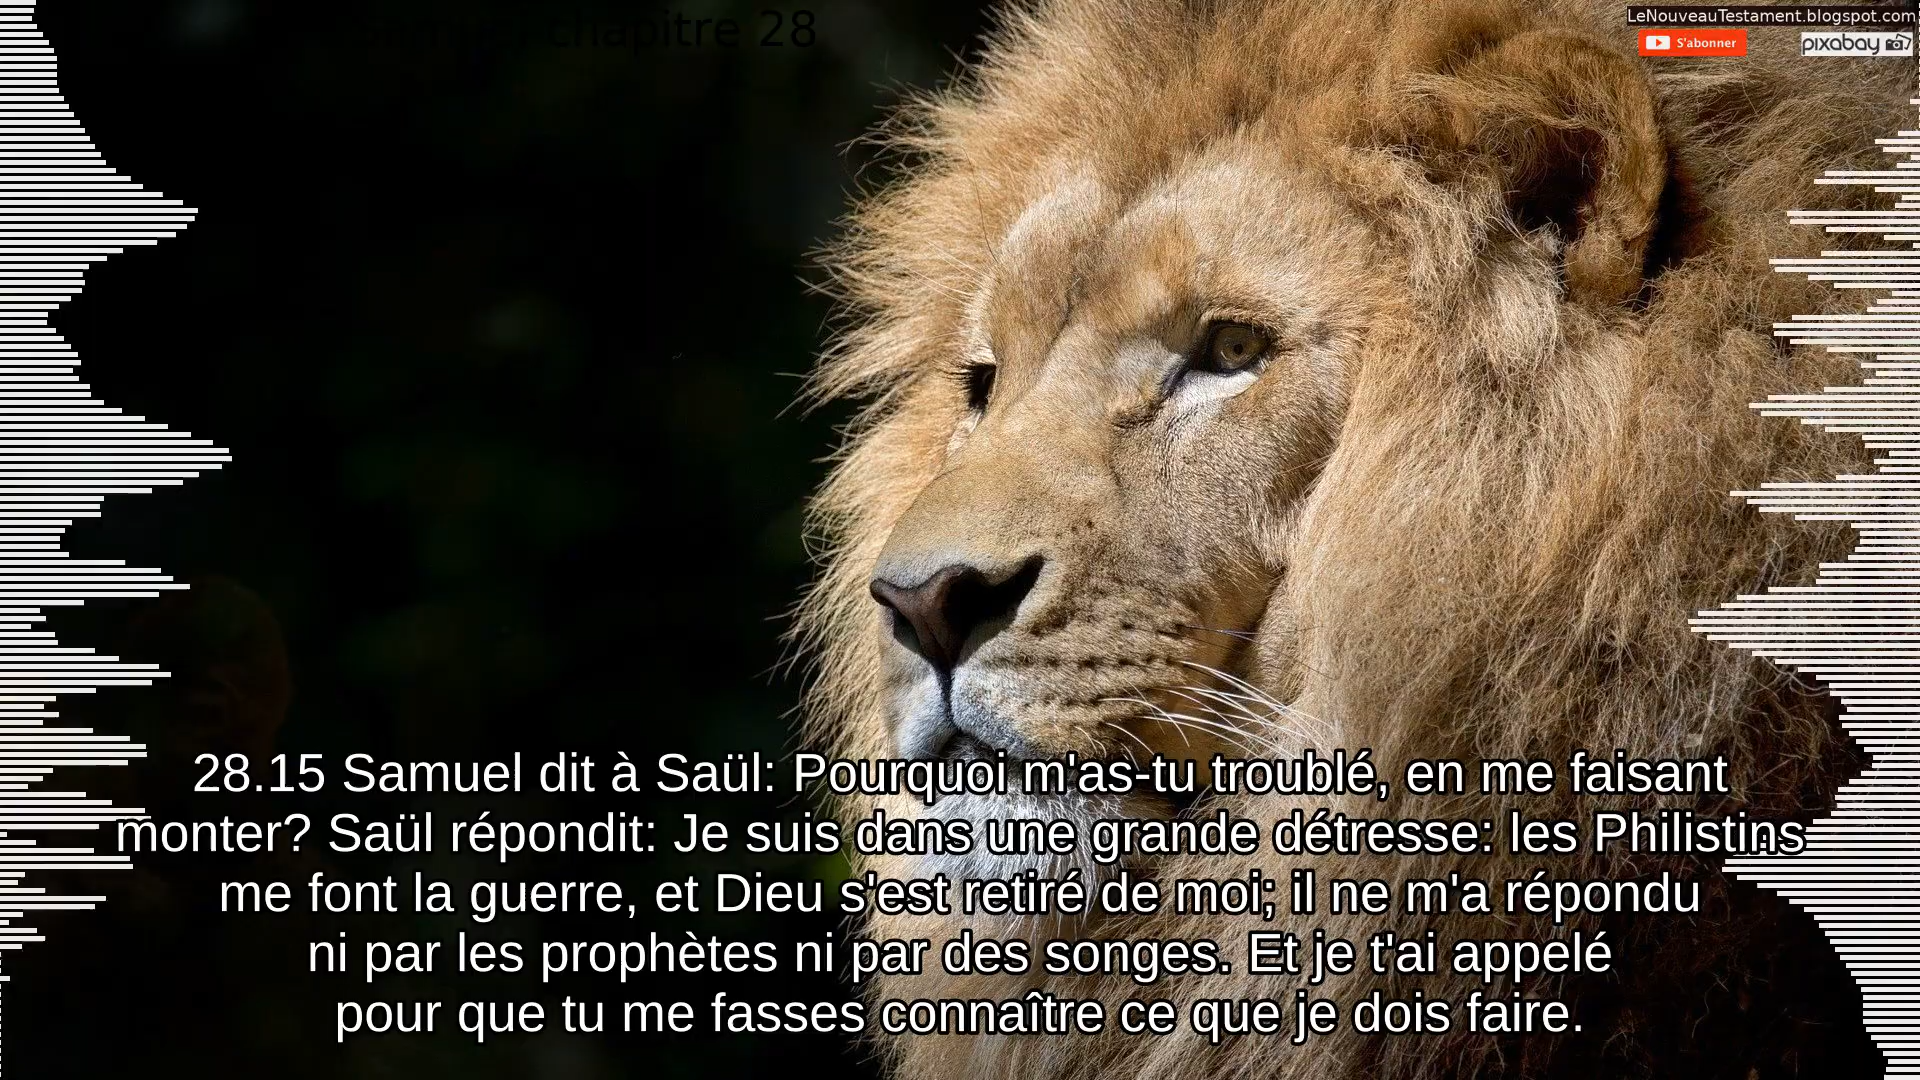 chapitre 28
LeNouveauTestament.blogspot.com
S'abonner
pixabay
28.15 Samuel dit à Saül: Pourquoi m'as-tu troublé, en me faisant
monter? Saül répondit: Je suis dans une grande détresse: les Philistins
me font la guerre, et Dieu s'est retiré de moi; il ne m'a répondu
ni par les prophètes ni par des songes. Et je t'ai appelé
pour que tu me fasses connaître ce que je dois faire.